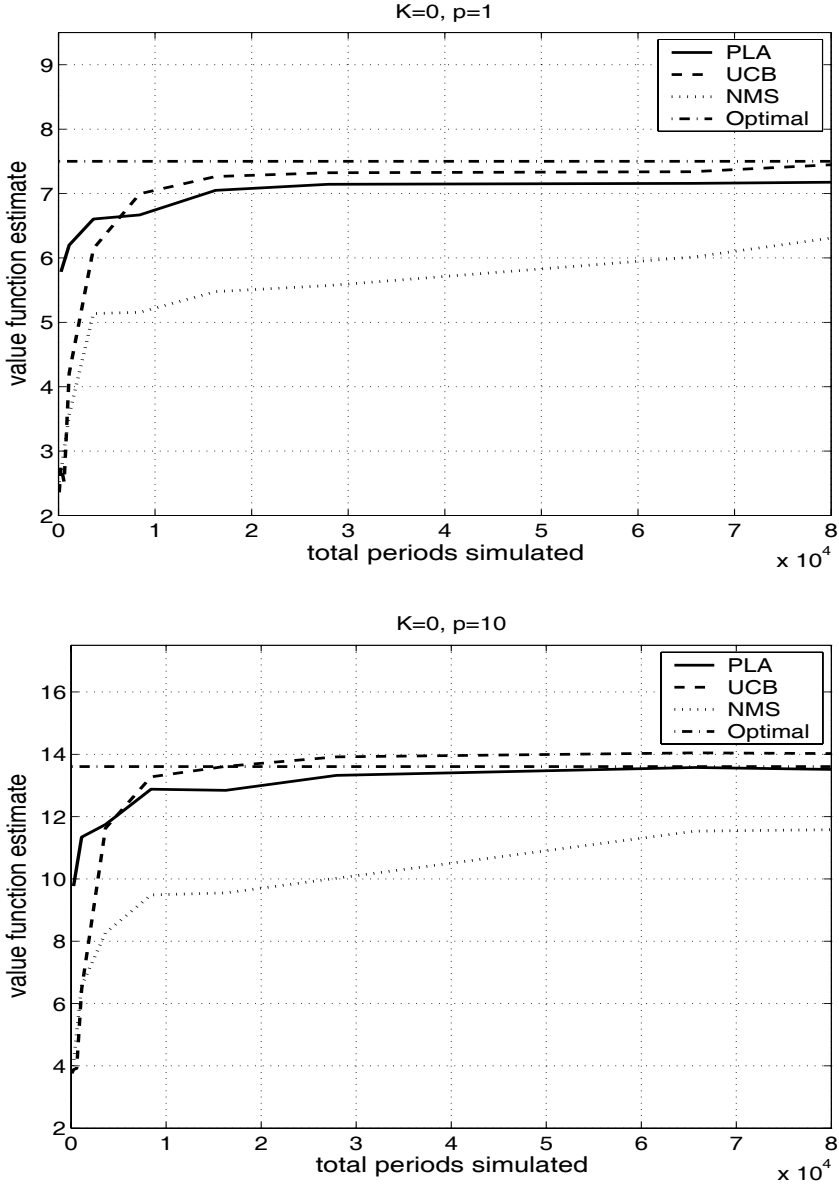 K=0, p=1
9
8
7
6
5
4
3
2
value function estimate
PLA
UCB
NMS
Optimal
0 1 2 3 4 5 6 7 8
total periods simulated
x 10^4
K=0, p=10
16
14
12
10
8
6
4
2
value function estimate
PLA
UCB
NMS
Optimal
0 1 2 3 4 5 6 7 8
total periods simulated
x 10^4